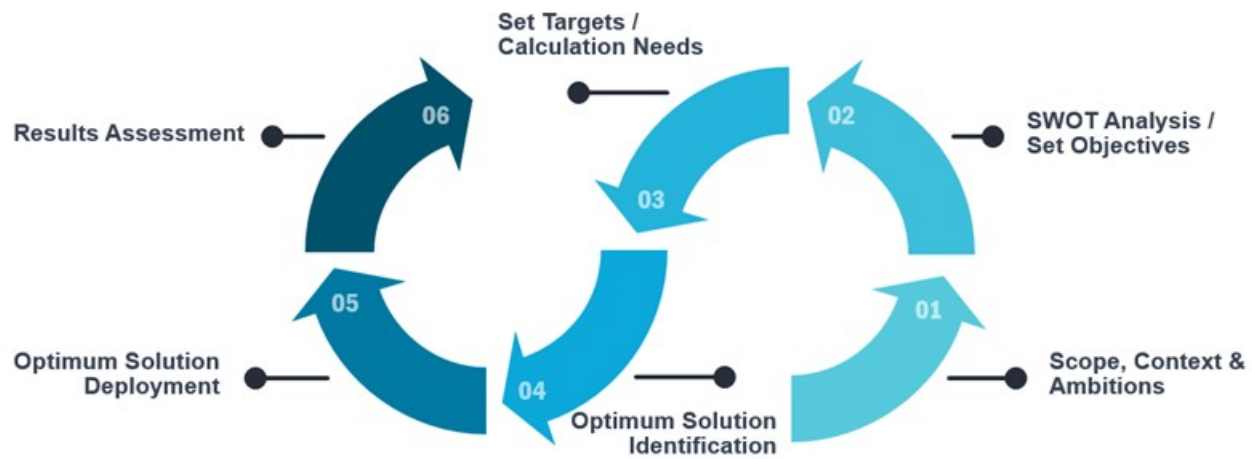 Set Targets /
Calculation Needs
06
02
Results Assessment
SWOT Analysis /
Set Objectives
03
05
01
Optimum Solution
Deployment
Scope, Context &
Ambitions
04
Optimum Solution
Identification